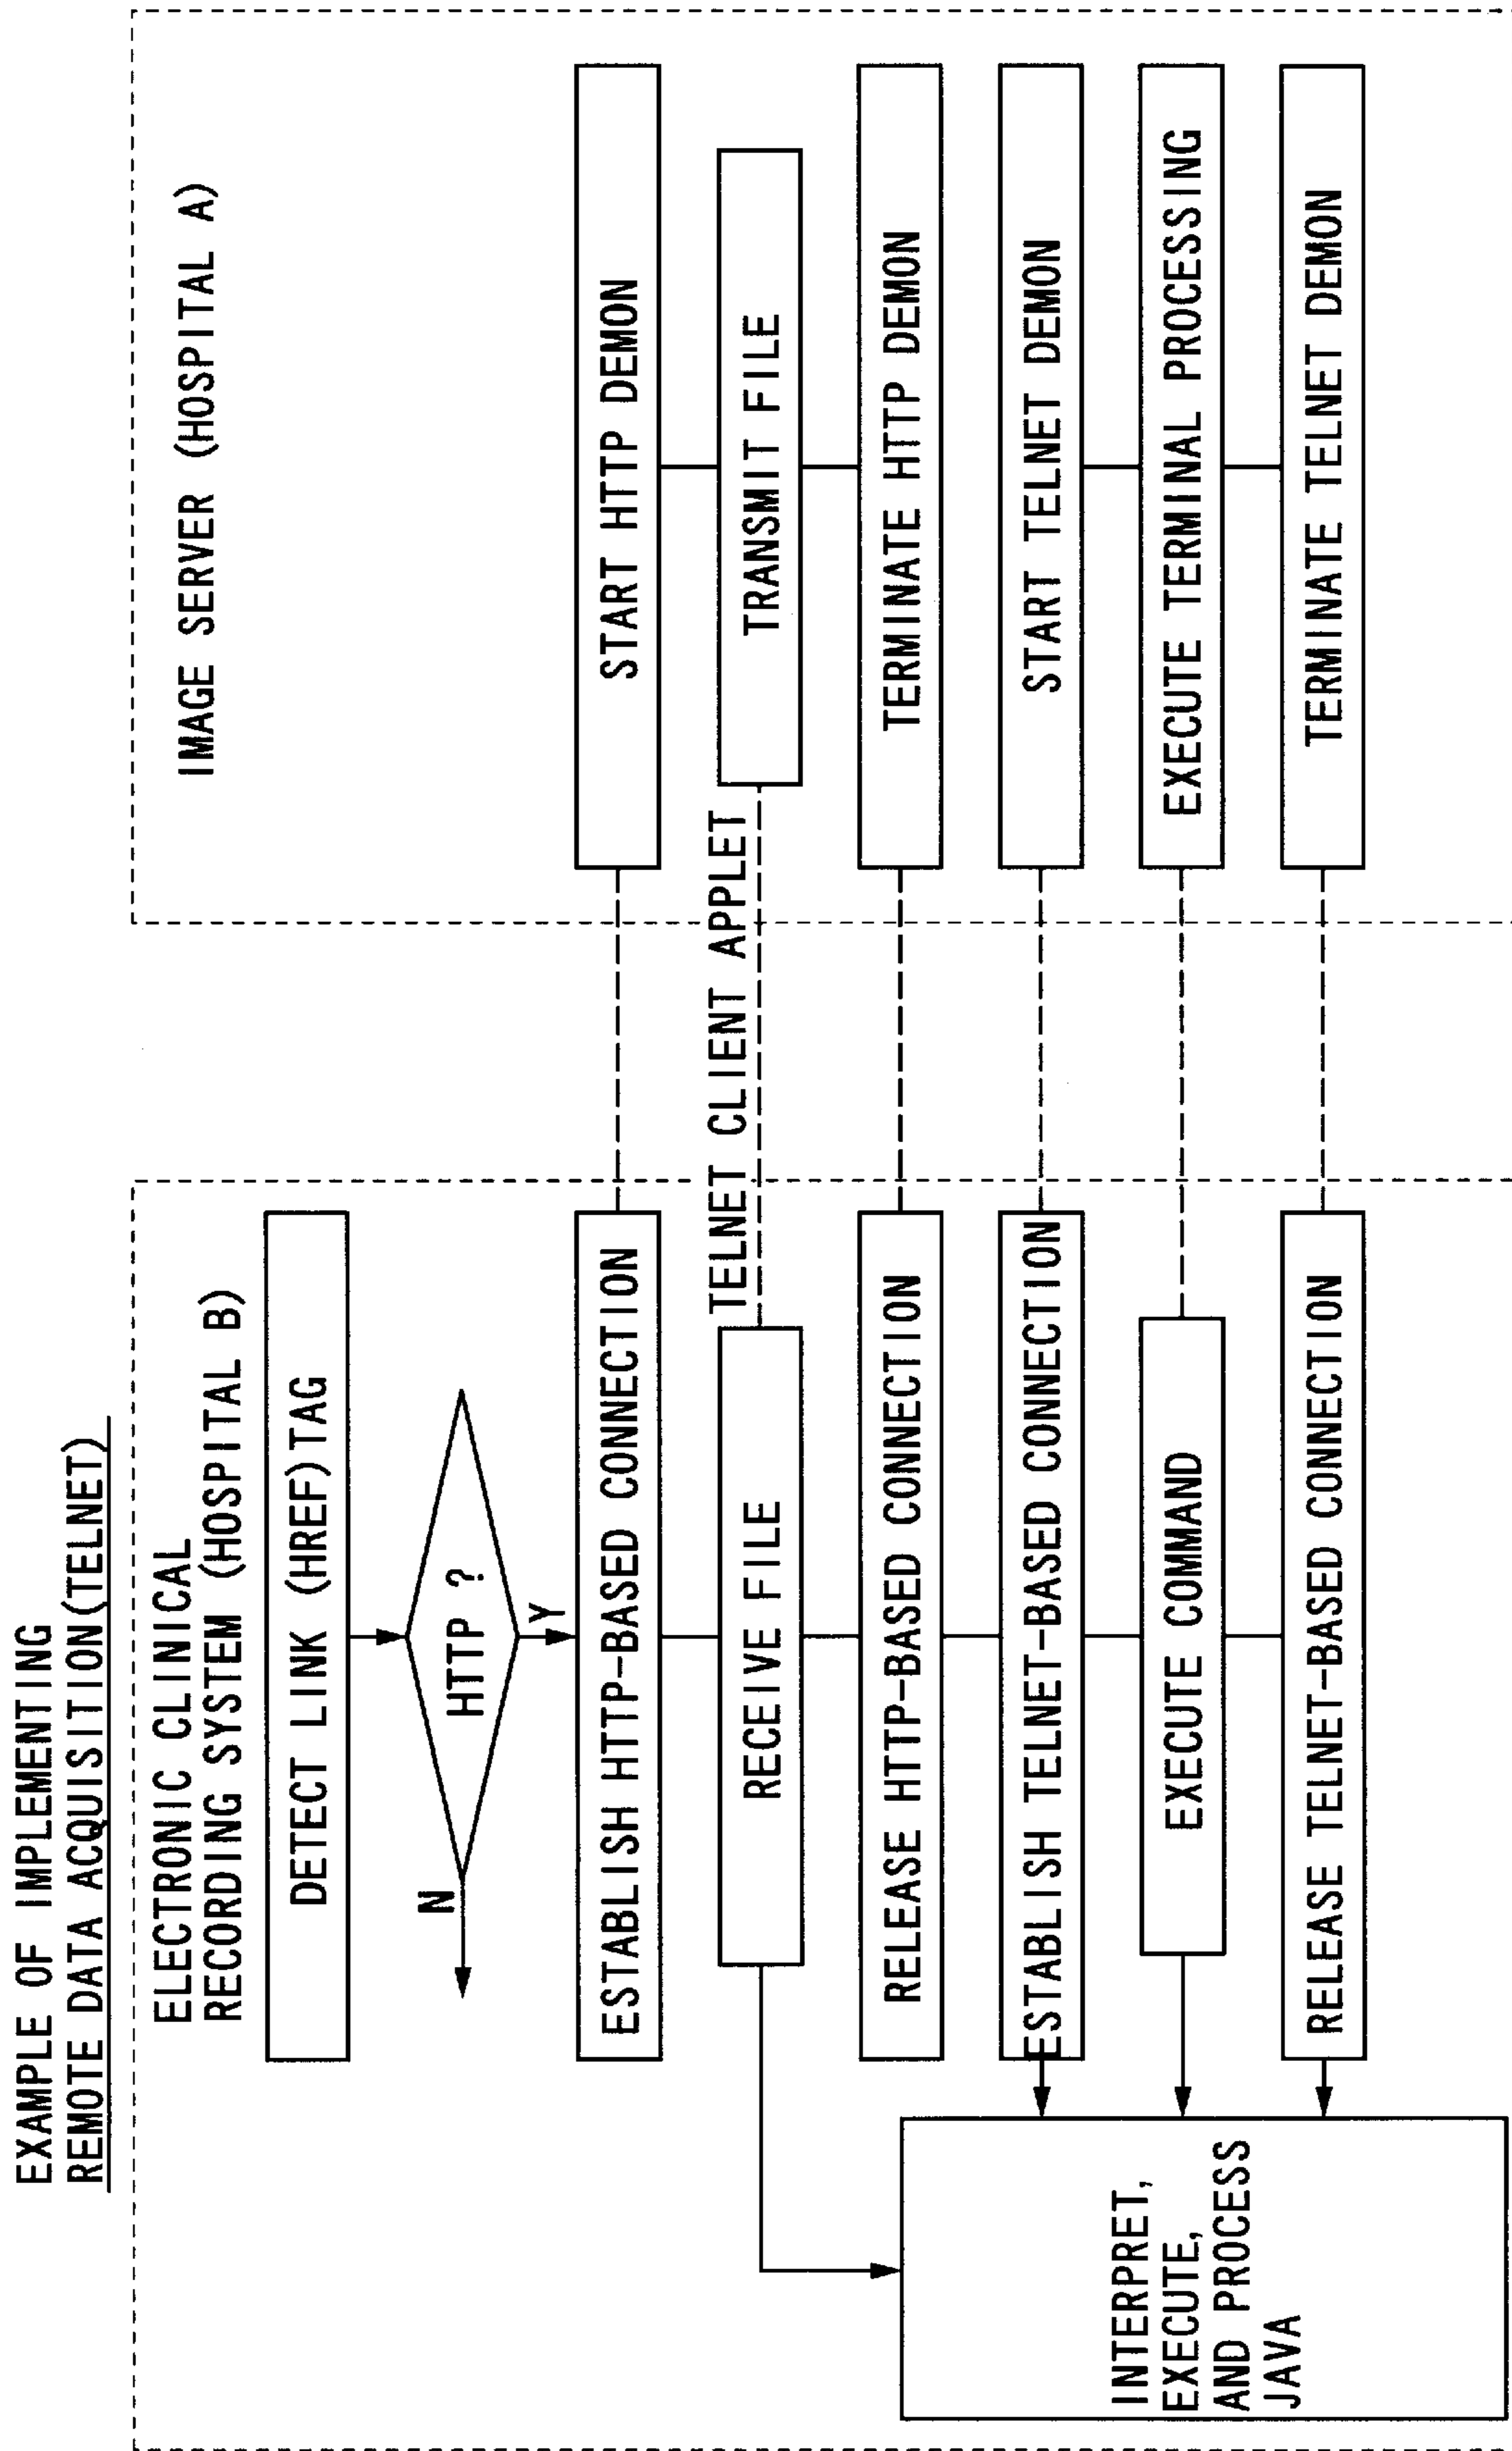 EXAMPLE OF IMPLEMENTING
REMOTE DATA ACQUISITION(TELNET)
ELECTRONIC CLINICAL
RECORDING SYSTEM (HOSPITAL B)
DETECT LINK (HREF)TAG
HTTP ?
N
Y
ESTABLISH HTTP-BASED CONNECTION
RECEIVE FILE
RELEASE HTTP-BASED CONNECTION
ESTABLISH TELNET-BASED CONNECTION
EXECUTE COMMAND
RELEASE TELNET-BASED CONNECTION
INTERPRET,
EXECUTE,
AND PROCESS
JAVA
TELNET CLIENT APPLET
IMAGE SERVER (HOSPITAL A)
START HTTP DEMON
TRANSMIT FILE
TERMINATE HTTP DEMON
START TELNET DEMON
EXECUTE TERMINAL PROCESSING
TERMINATE TELNET DEMON